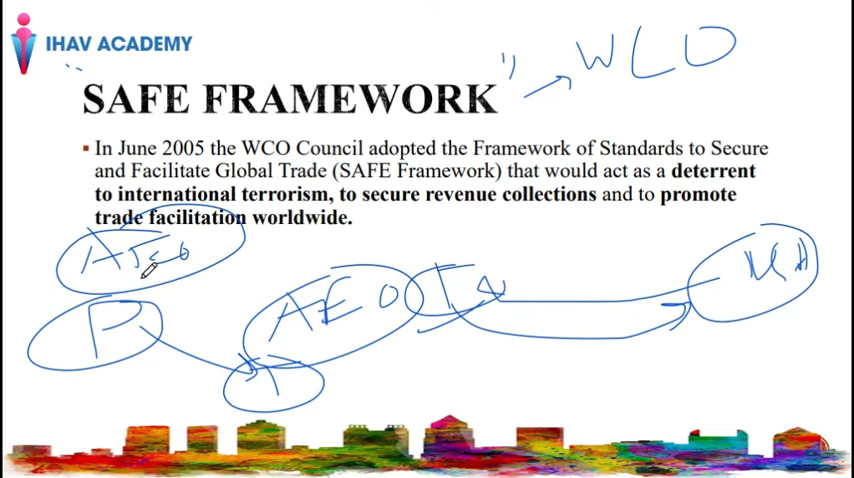 IHAV ACADEMY
WCO
SAFE FRAMEWORK
▪ In June 2005 the WCO Council adopted the Framework of Standards to Secure
and Facilitate Global Trade (SAFE Framework) that would act as a deterrent
to international terrorism, to secure revenue collections and to promote
trade facilitation worldwide.
AEO
P
T